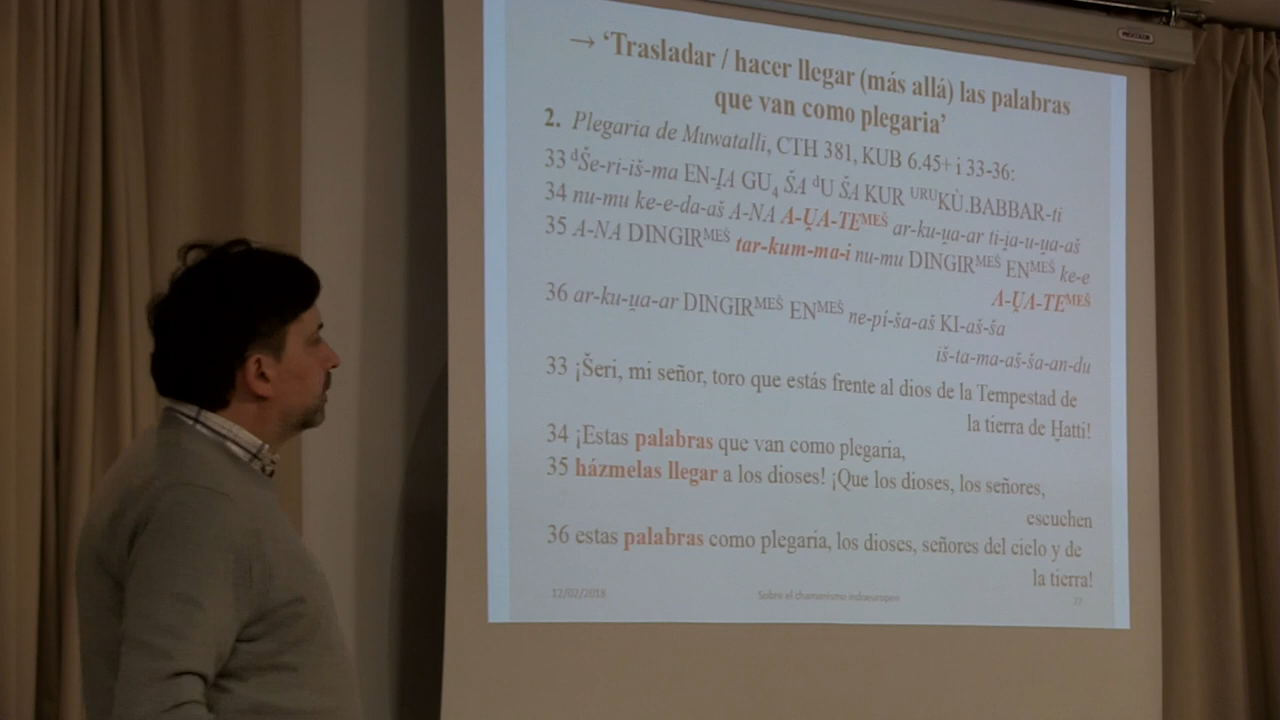 → ‘Trasladar / hacer llegar (más allá) las palabras
que van como plegaria’
2. Plegaria de Muwatalli, CTH 381, KUB 6.45+ i 33-36:
33 ᵈŠe-ri-iš-ma EN-I̯A GU₄ ŠA ᵈU ŠA KUR ᵁᴿᵁKÙ.BABBAR-ti
34 nu-mu ke-e-da-aš A-NA A-U̯A-TEᴹᴱˢ̌ ar-ku-u̯a-ar ti-i̯a-u-u̯a-aš
35 A-NA DINGIRᴹᴱˢ̌ tar-kum-ma-i nu-mu DINGIRᴹᴱˢ̌ ENᴹᴱˢ̌ ke-e
A-U̯A-TEᴹᴱˢ̌
36 ar-ku-u̯a-ar DINGIRᴹᴱˢ̌ ENᴹᴱˢ̌ ne-pí-ša-aš KI-aš-ša
iš-ta-ma-aš-ša-an-du
33 ¡Šeri, mi señor, toro que estás frente al dios de la Tempestad de
la tierra de Ḫatti!
34 ¡Estas palabras que van como plegaria,
35 házmelas llegar a los dioses! ¡Que los dioses, los señores,
escuchen
36 estas palabras como plegaria, los dioses, señores del cielo y de
la tierra!
12/02/2018 Sobre el chamanismo indoeuropeo 77
PROCOLOR